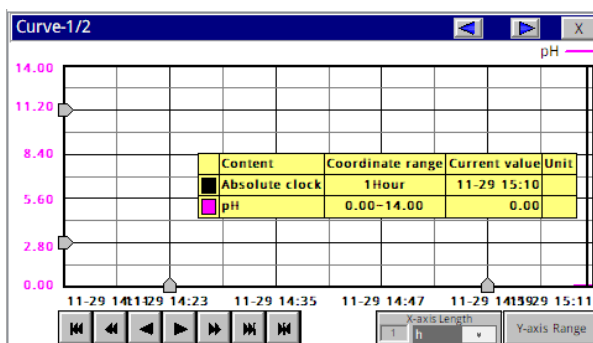 Curve-1/2
X
pH
14.00
11.20
8.40
5.60
2.80
0.00
Content Coordinate range Current value Unit
Absolute clock 1Hour 11-29 15:10
pH 0.00~14.00 0.00
14:23 11-29 14:35 11-29 14:47 11-29 15:11
X-axis Length
1 h
Y-axis Range